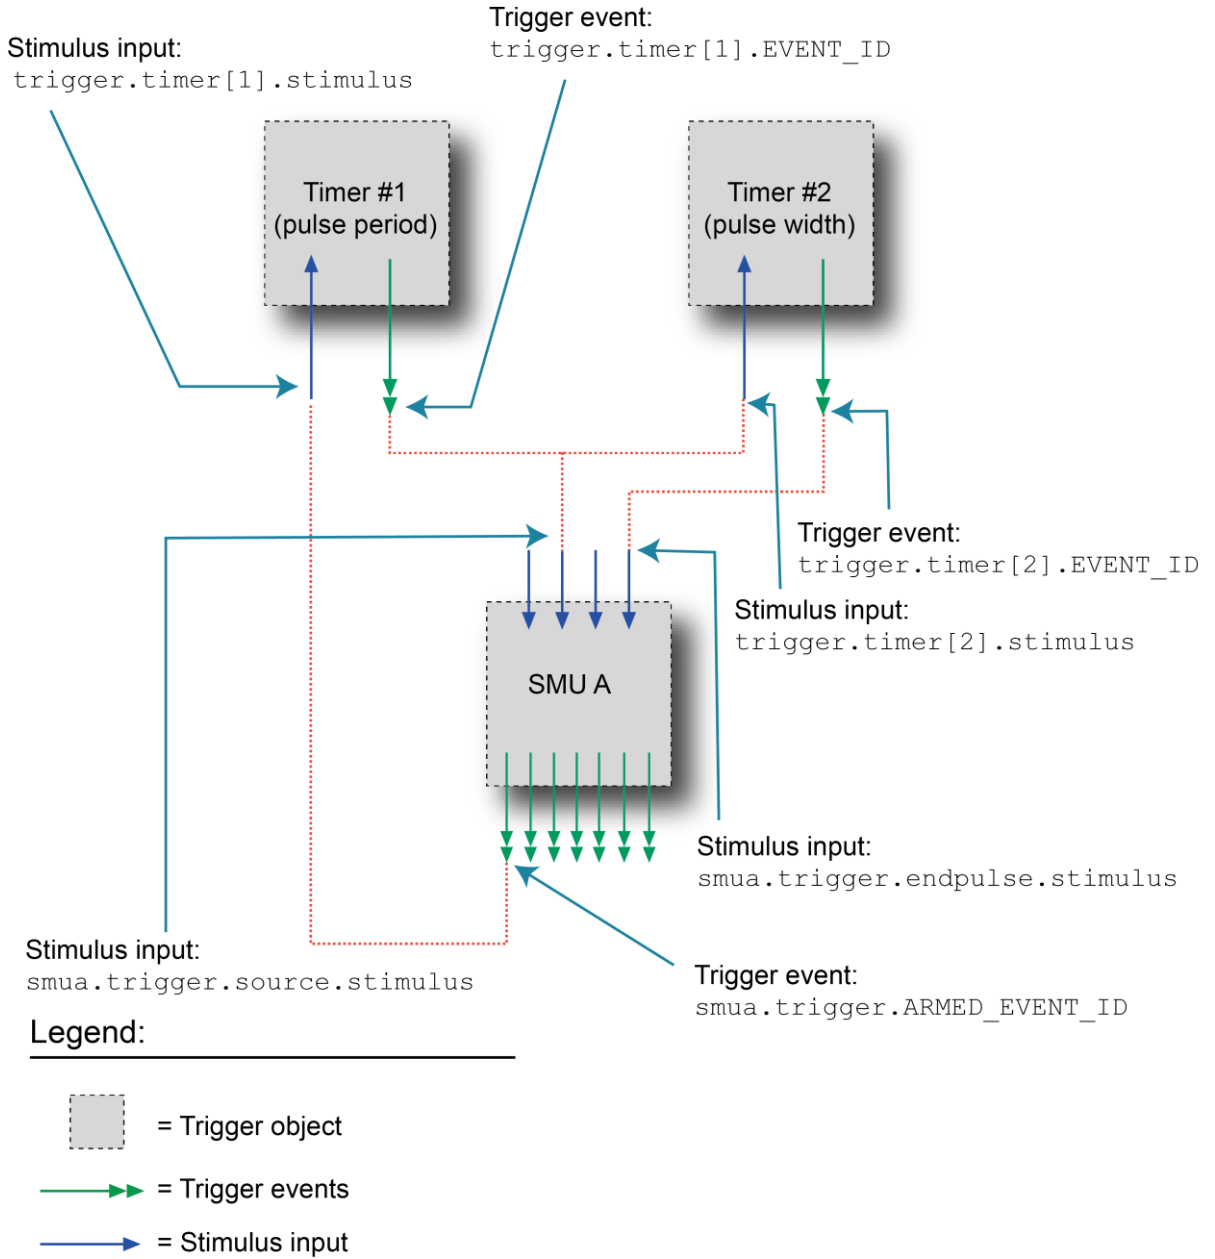 Trigger event:
trigger.timer[1].EVENT_ID
Stimulus input:
trigger.timer[1].stimulus
Timer #1
(pulse period)
Timer #2
(pulse width)
Trigger event:
trigger.timer[2].EVENT_ID
Stimulus input:
trigger.timer[2].stimulus
SMU A
Stimulus input:
smua.trigger.endpulse.stimulus
Stimulus input:
smua.trigger.source.stimulus
Trigger event:
smua.trigger.ARMED_EVENT_ID
Legend:
= Trigger object
= Trigger events
= Stimulus input